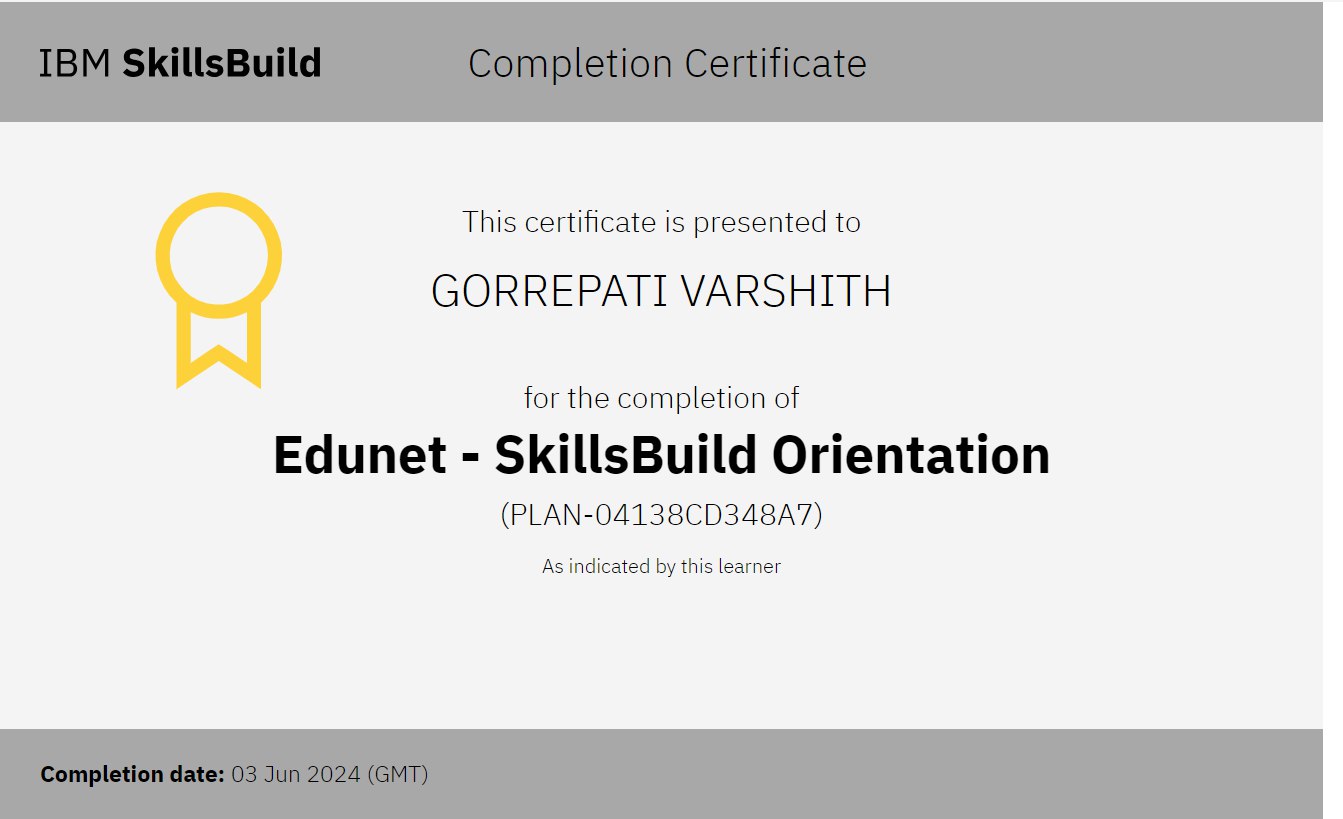 IBM SkillsBuild
Completion Certificate
This certificate is presented to
GORREPATI VARSHITH
for the completion of
Edunet - SkillsBuild Orientation
(PLAN-04138CD348A7)
As indicated by this learner
Completion date: 03 Jun 2024 (GMT)